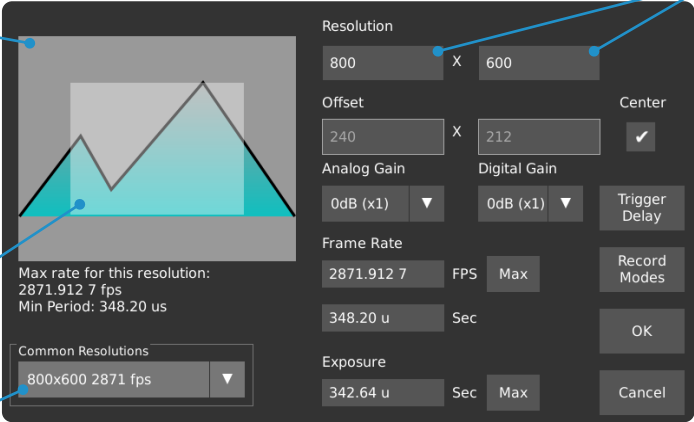 Resolution
800 X 600
Offset
Center
240 X 212
✔
Analog Gain
Digital Gain
0dB (x1) ▼
0dB (x1) ▼
Trigger
Delay
Frame Rate
2871.912 7 FPS
Max
348.20 u Sec
Record
Modes
Max rate for this resolution:
2871.912 7 fps
Min Period: 348.20 us
OK
Common Resolutions
800x600 2871 fps ▼
Exposure
342.64 u Sec
Max
Cancel